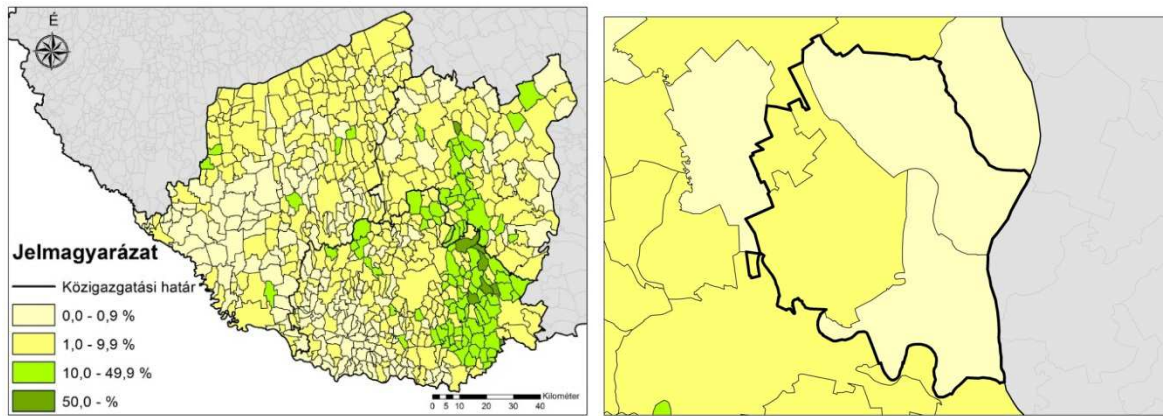 É
Jelmagyarázat
Közigazgatási határ
0,0 - 0,9 %
1,0 - 9,9 %
10,0 - 49,9 %
50,0 - %
Kilométer
0 5 10 20 30 40